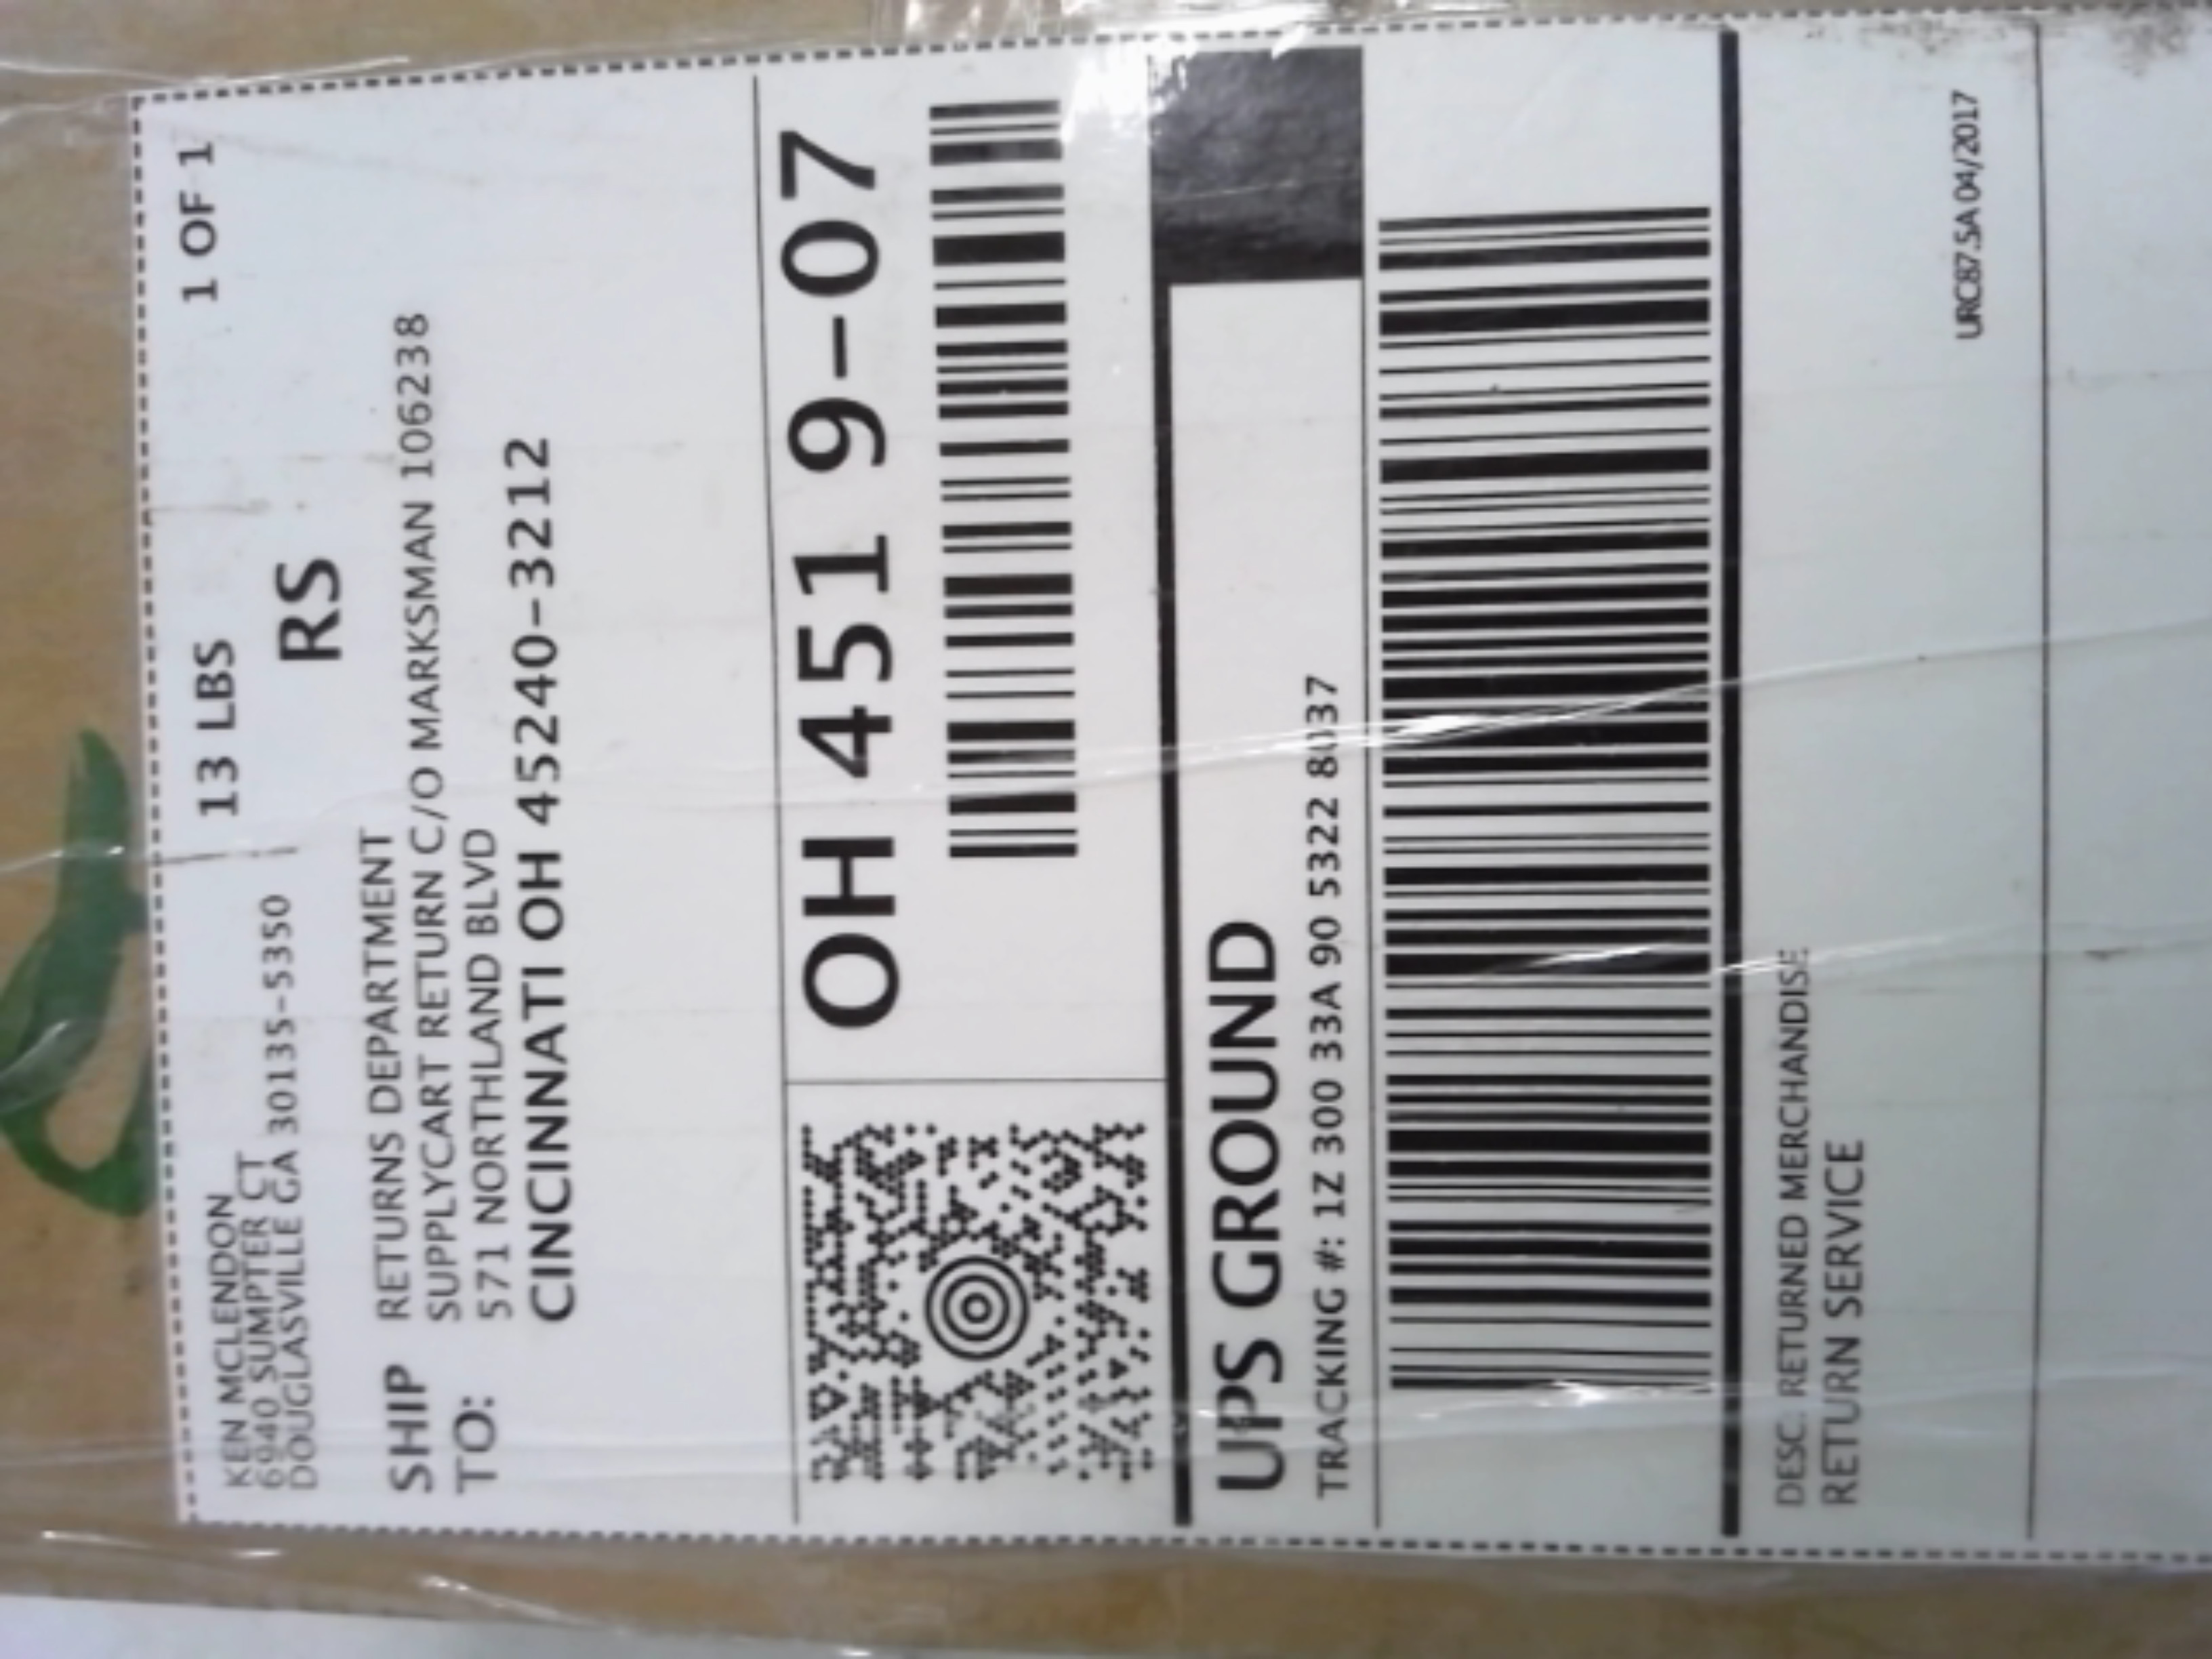 KEN MCLENDON
6940 SUMPTER CT
DOUGLASVILLE GA 30135-5350
13 LBS
1 OF 1
RS
SHIP TO:
RETURNS DEPARTMENT
SUPPLYCART RETURN C/O MARKSMAN 106238
571 NORTHLAND BLVD
CINCINNATI OH 45240-3212
OH 451 9-07
UPS GROUND
TRACKING #: 1Z 300 33A 90 5322 8037
DESC: RETURNED MERCHANDISE
RETURN SERVICE
URC87.5A 04/2017